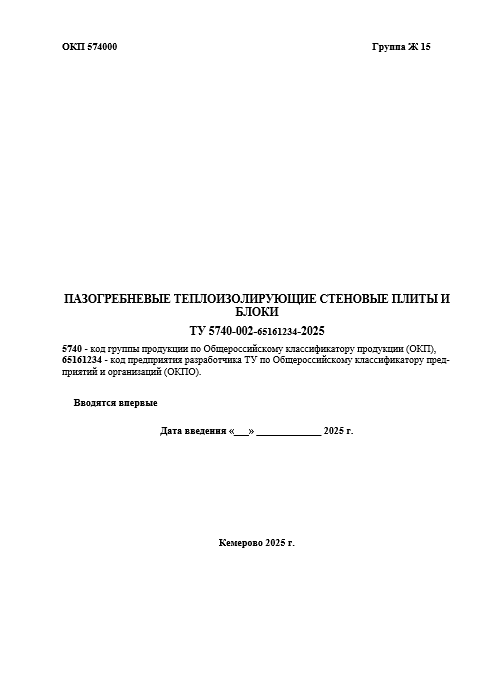 ОКП 574000 Группа Ж 15
ПАЗОГРЕБНЕВЫЕ ТЕПЛОИЗОЛИРУЮЩИЕ СТЕНОВЫЕ ПЛИТЫ И
БЛОКИ
ТУ 5740-002-65161234-2025
5740 - код группы продукции по Общероссийскому классификатору продукции (ОКП),
65161234 - код предприятия разработчика ТУ по Общероссийскому классификатору пред-
приятий и организаций (ОКПО).
Вводятся впервые
Дата введения «___» _____________ 2025 г.
Кемерово 2025 г.